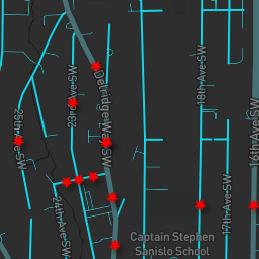 Delridge Way SW
23rd Ave SW
18th Ave SW
25th Ave SW
16th Ave SW
17th Ave SW
24th Ave SW
Captain Stephen
Sanislo School